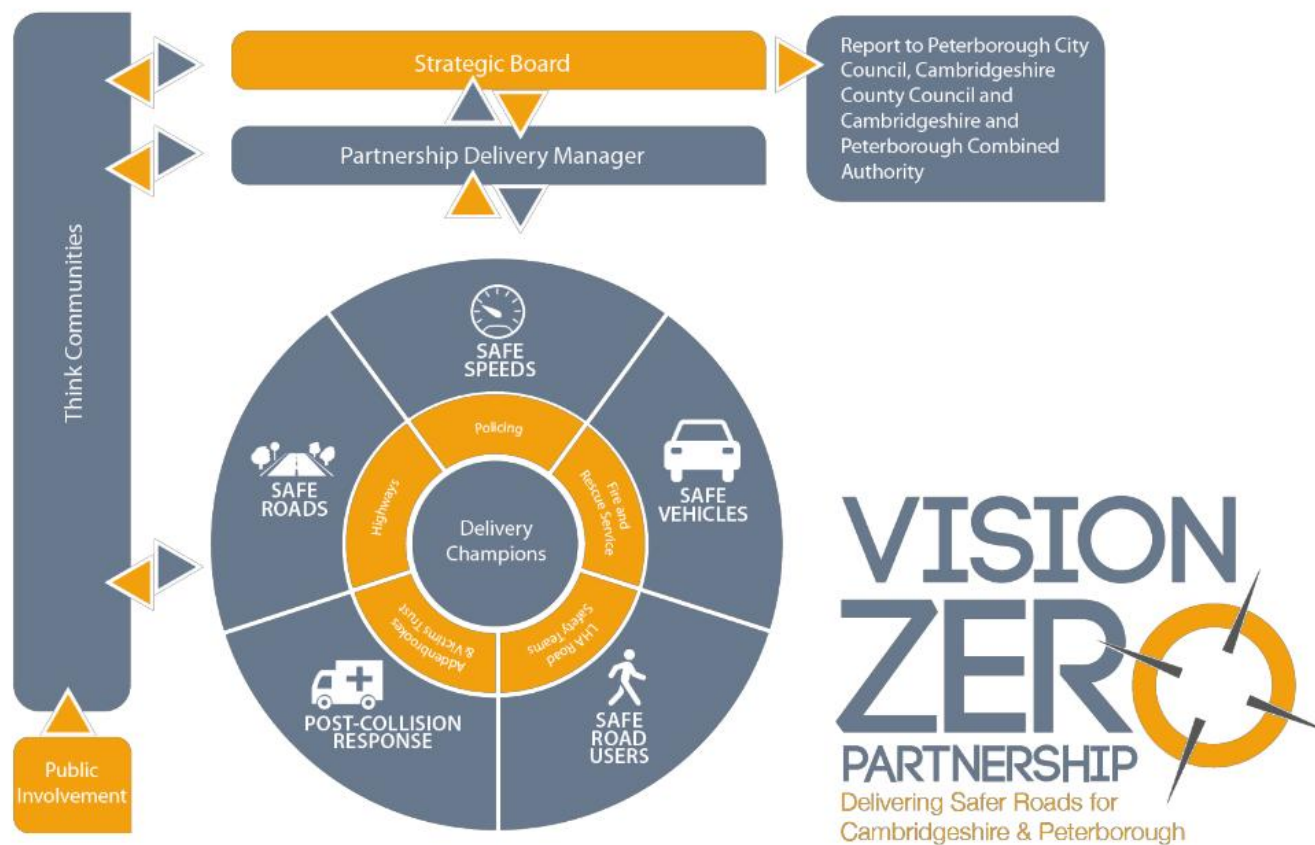 Strategic Board
Report to Peterborough City
Council, Cambridgeshire
County Council and
Cambridgeshire and
Peterborough Combined
Authority
Partnership Delivery Manager
Think Communities
SAFE
SPEEDS
Policing
SAFE
ROADS
Highways
SAFE
VEHICLES
Fire and
Rescue Service
Delivery
Champions
Addenbrookes
& Victims Trust
LHA Road
Safety Teams
POST-COLLISION
RESPONSE
SAFE
ROAD
USERS
Public
Involvement
VISION
ZERO
PARTNERSHIP
Delivering Safer Roads for
Cambridgeshire & Peterborough